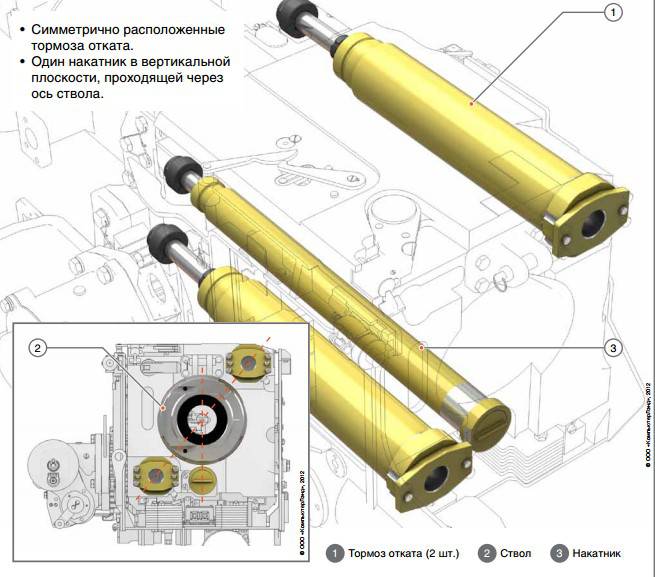 • Симметрично расположенные
тормоза отката.
• Один накатник в вертикальной
плоскости, проходящей через
ось ствола.
1
2
3
© ООО «КомпьютерЛэнд», 2012
© ООО «КомпьютерЛэнд», 2012
1 Тормоз отката (2 шт.) 2 Ствол 3 Накатник